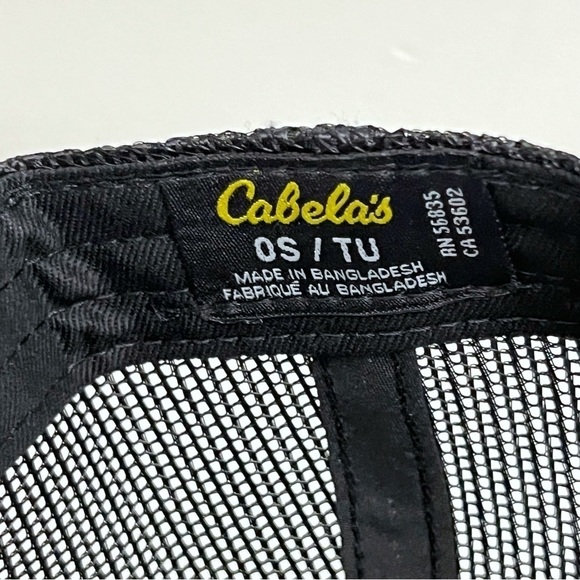 Cabela's
OS / TU
MADE IN BANGLADESH
FABRIQUÉ AU BANGLADESH
RN 56835
CA 53602